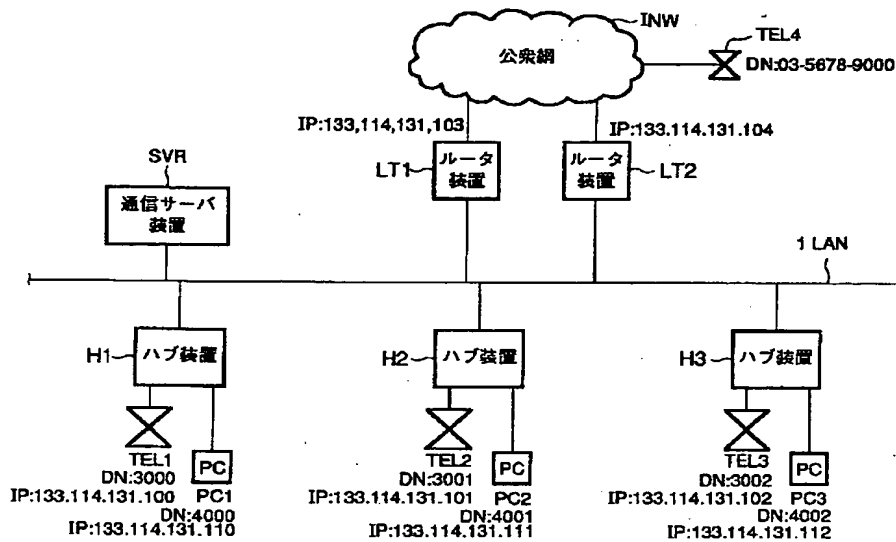 INW
公衆網
TEL4
DN:03-5678-9000
IP:133,114,131,103
IP:133.114.131.104
SVR
LT1
ルータ
装置
ルータ
装置
LT2
通信サーバ
装置
1 LAN
H1
ハブ装置
H2
ハブ装置
H3
ハブ装置
TEL1
DN:3000
IP:133.114.131.100
PC
PC1
DN:4000
IP:133.114.131.110
TEL2
DN:3001
IP:133.114.131.101
PC
PC2
DN:4001
IP:133.114.131.111
TEL3
DN:3002
IP:133.114.131.102
PC
PC3
DN:4002
IP:133.114.131.112